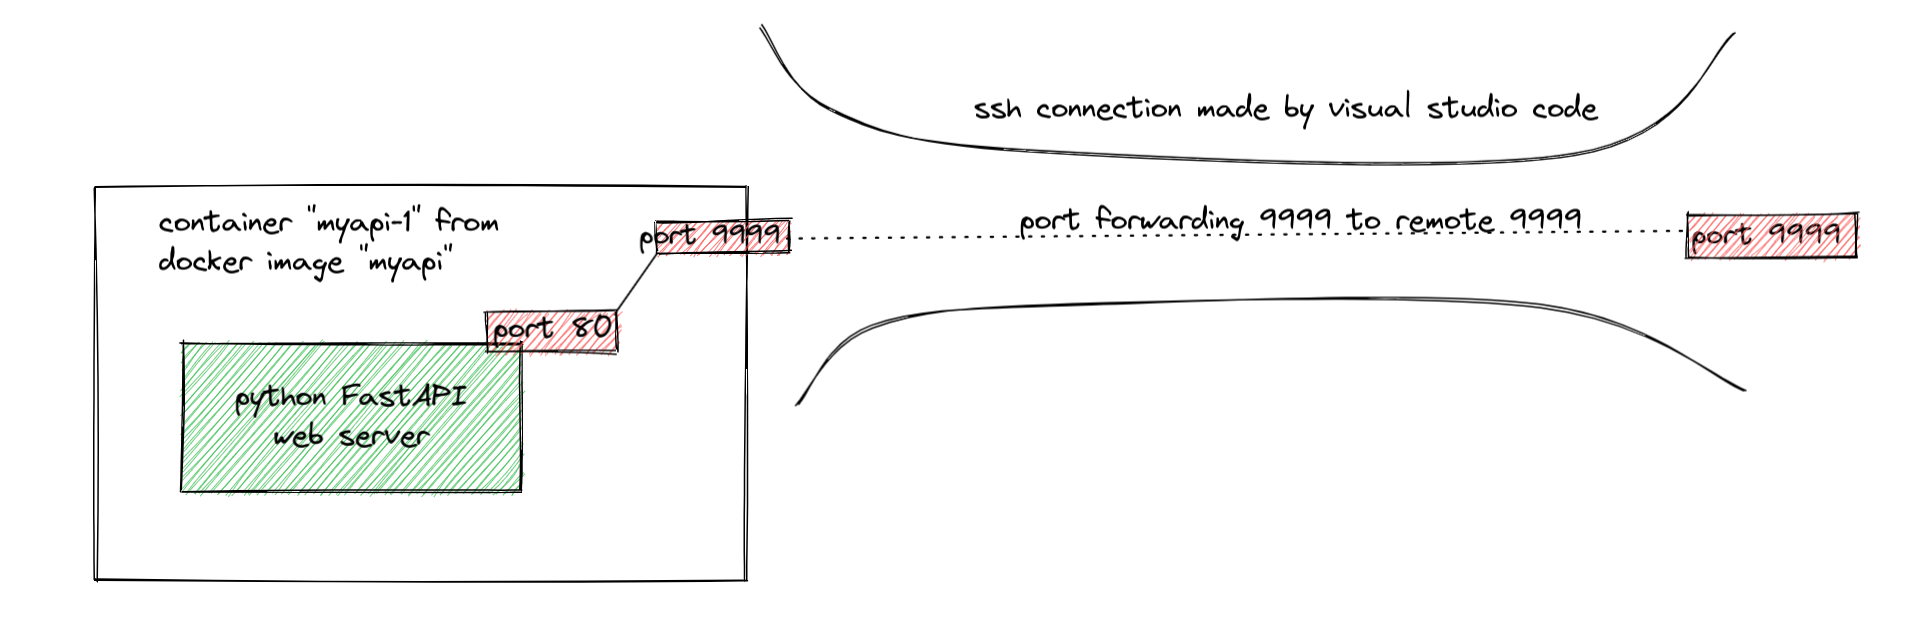 ssh connection made by visual studio code
container "myapi-1" from
docker image "myapi"
port 9999
port forwarding 9999 to remote 9999
port 9999
port 80
python FastAPI
web server